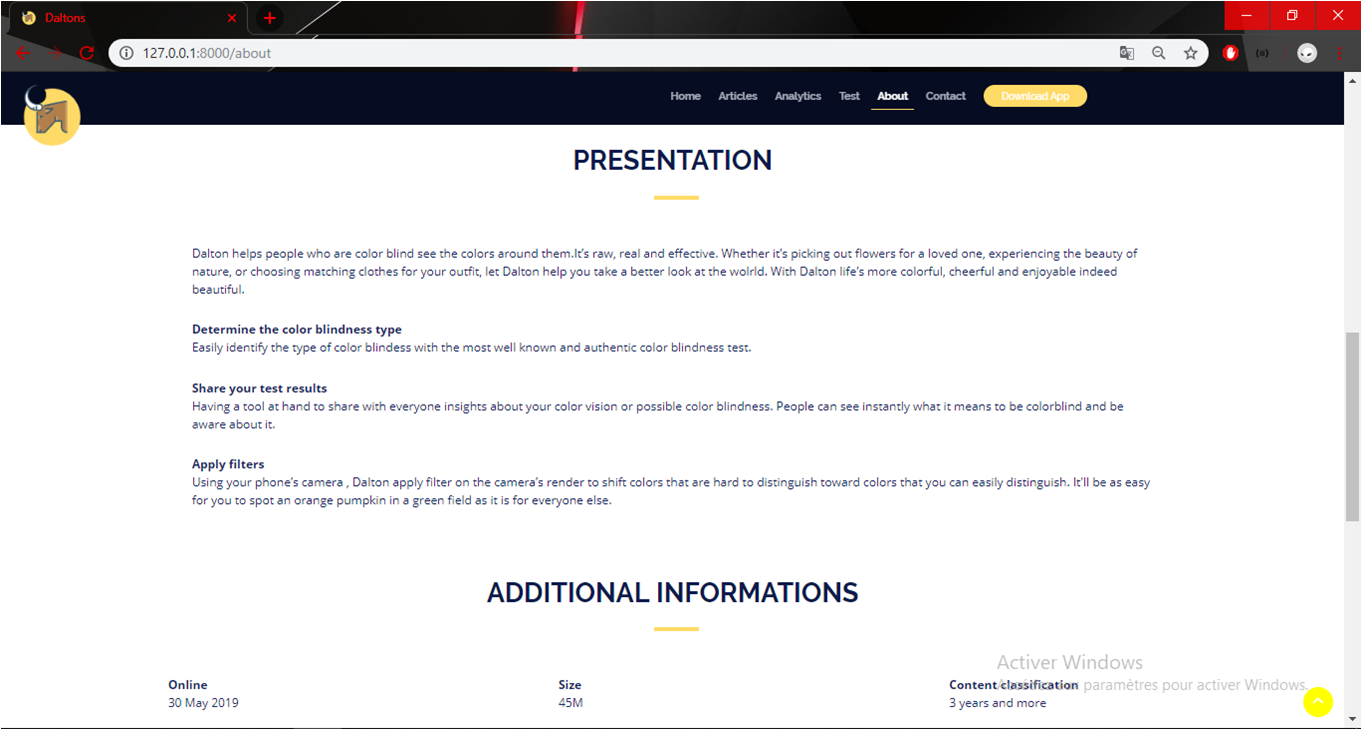 Daltons
127.0.0.1:8000/about
Home Articles Analytics Test About Contact Download App
PRESENTATION
Dalton helps people who are color blind see the colors around them.It’s raw, real and effective. Whether it’s picking out flowers for a loved one, experiencing the beauty of
nature, or choosing matching clothes for your outfit, let Dalton help you take a better look at the wolrld. With Dalton life’s more colorful, cheerful and enjoyable indeed
beautiful.
Determine the color blindness type
Easily identify the type of color blindess with the most well known and authentic color blindness test.
Share your test results
Having a tool at hand to share with everyone insights about your color vision or possible color blindness. People can see instantly what it means to be colorblind and be
aware about it.
Apply filters
Using your phone’s camera , Dalton apply filter on the camera’s render to shift colors that are hard to distinguish toward colors that you can easily distinguish. It'll be as easy
for you to spot an orange pumpkin in a green field as it is for everyone else.
ADDITIONAL INFORMATIONS
Activer Windows
Online Size Content classification
paramètres pour activer Windows.
30 May 2019 45M 3 years and more